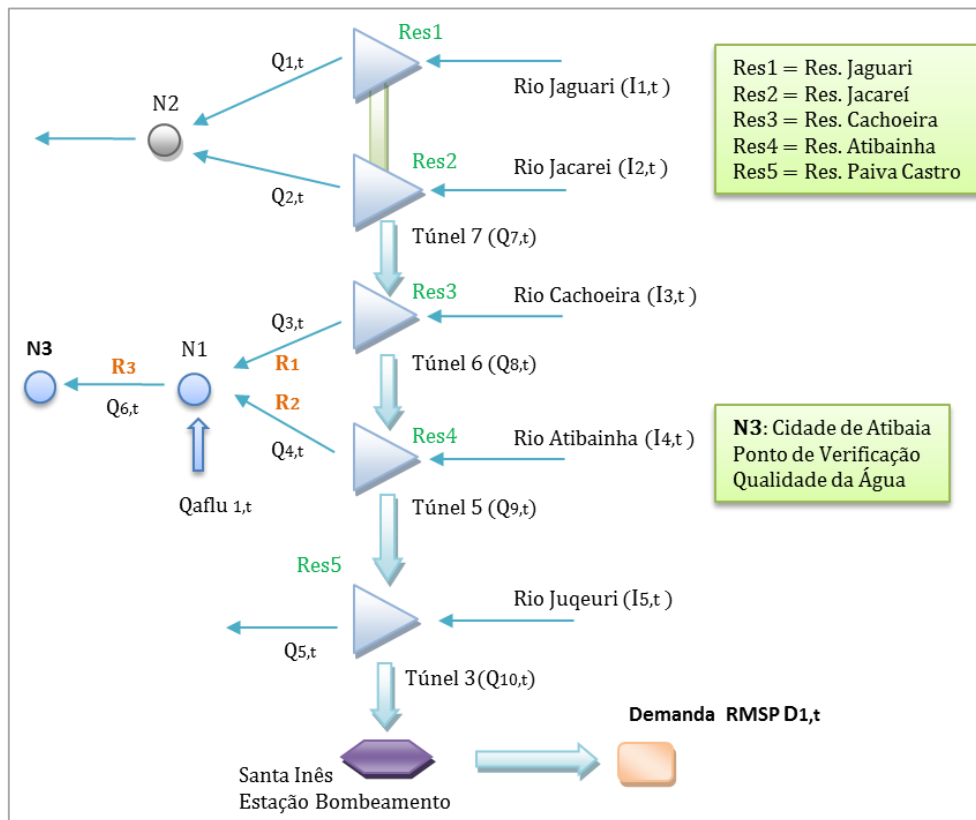 Res1
Q1,t
Rio Jaguari (I1,t )
N2
Res2
Rio Jacarei (I2,t )
Q2,t
Túnel 7 (Q7,t)
Res3
Rio Cachoeira (I3,t )
Q3,t
N3
R3
N1
R1
Túnel 6 (Q8,t)
R2
Q6,t
Q4,t
Res4
Rio Atibainha (I4,t )
Qaflu 1,t
Túnel 5 (Q9,t)
Res5
Rio Juqeuri (I5,t )
Q5,t
Túnel 3(Q10,t)
Demanda RMSP D1,t
Santa Inês
Estação Bombeamento
Res1 = Res. Jaguari
Res2 = Res. Jacareí
Res3 = Res. Cachoeira
Res4 = Res. Atibainha
Res5 = Res. Paiva Castro
N3: Cidade de Atibaia
Ponto de Verificação
Qualidade da Água